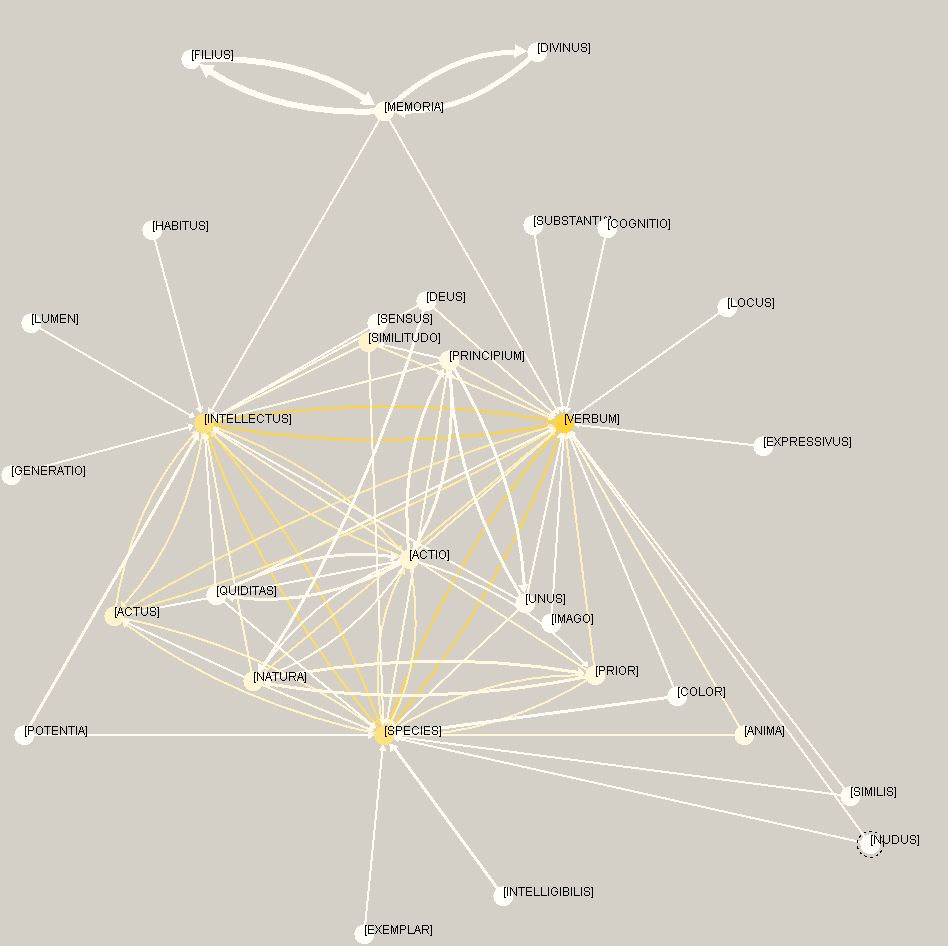 [DIVINUS]
[FILIUS]
[MEMORIA]
[SUBSTANTI
[COGNITIO]
[HABITUS]
[DEUS]
[LOCUS]
[LUMEN]
[SENSUS]
[SIMILITUDO]
[PRINCIPIUM]
[INTELLECTUS]
[VERBUM]
[EXPRESSIVUS]
[GENERATIO]
[ACTIO]
[QUIDITAS]
[UNUS]
[ACTUS]
[IMAGO]
[NATURA]
[PRIOR]
[COLOR]
[POTENTIA]
[SPECIES]
[ANIMA]
[SIMILIS]
[NUDUS]
[INTELLIGIBILIS]
[EXEMPLAR]